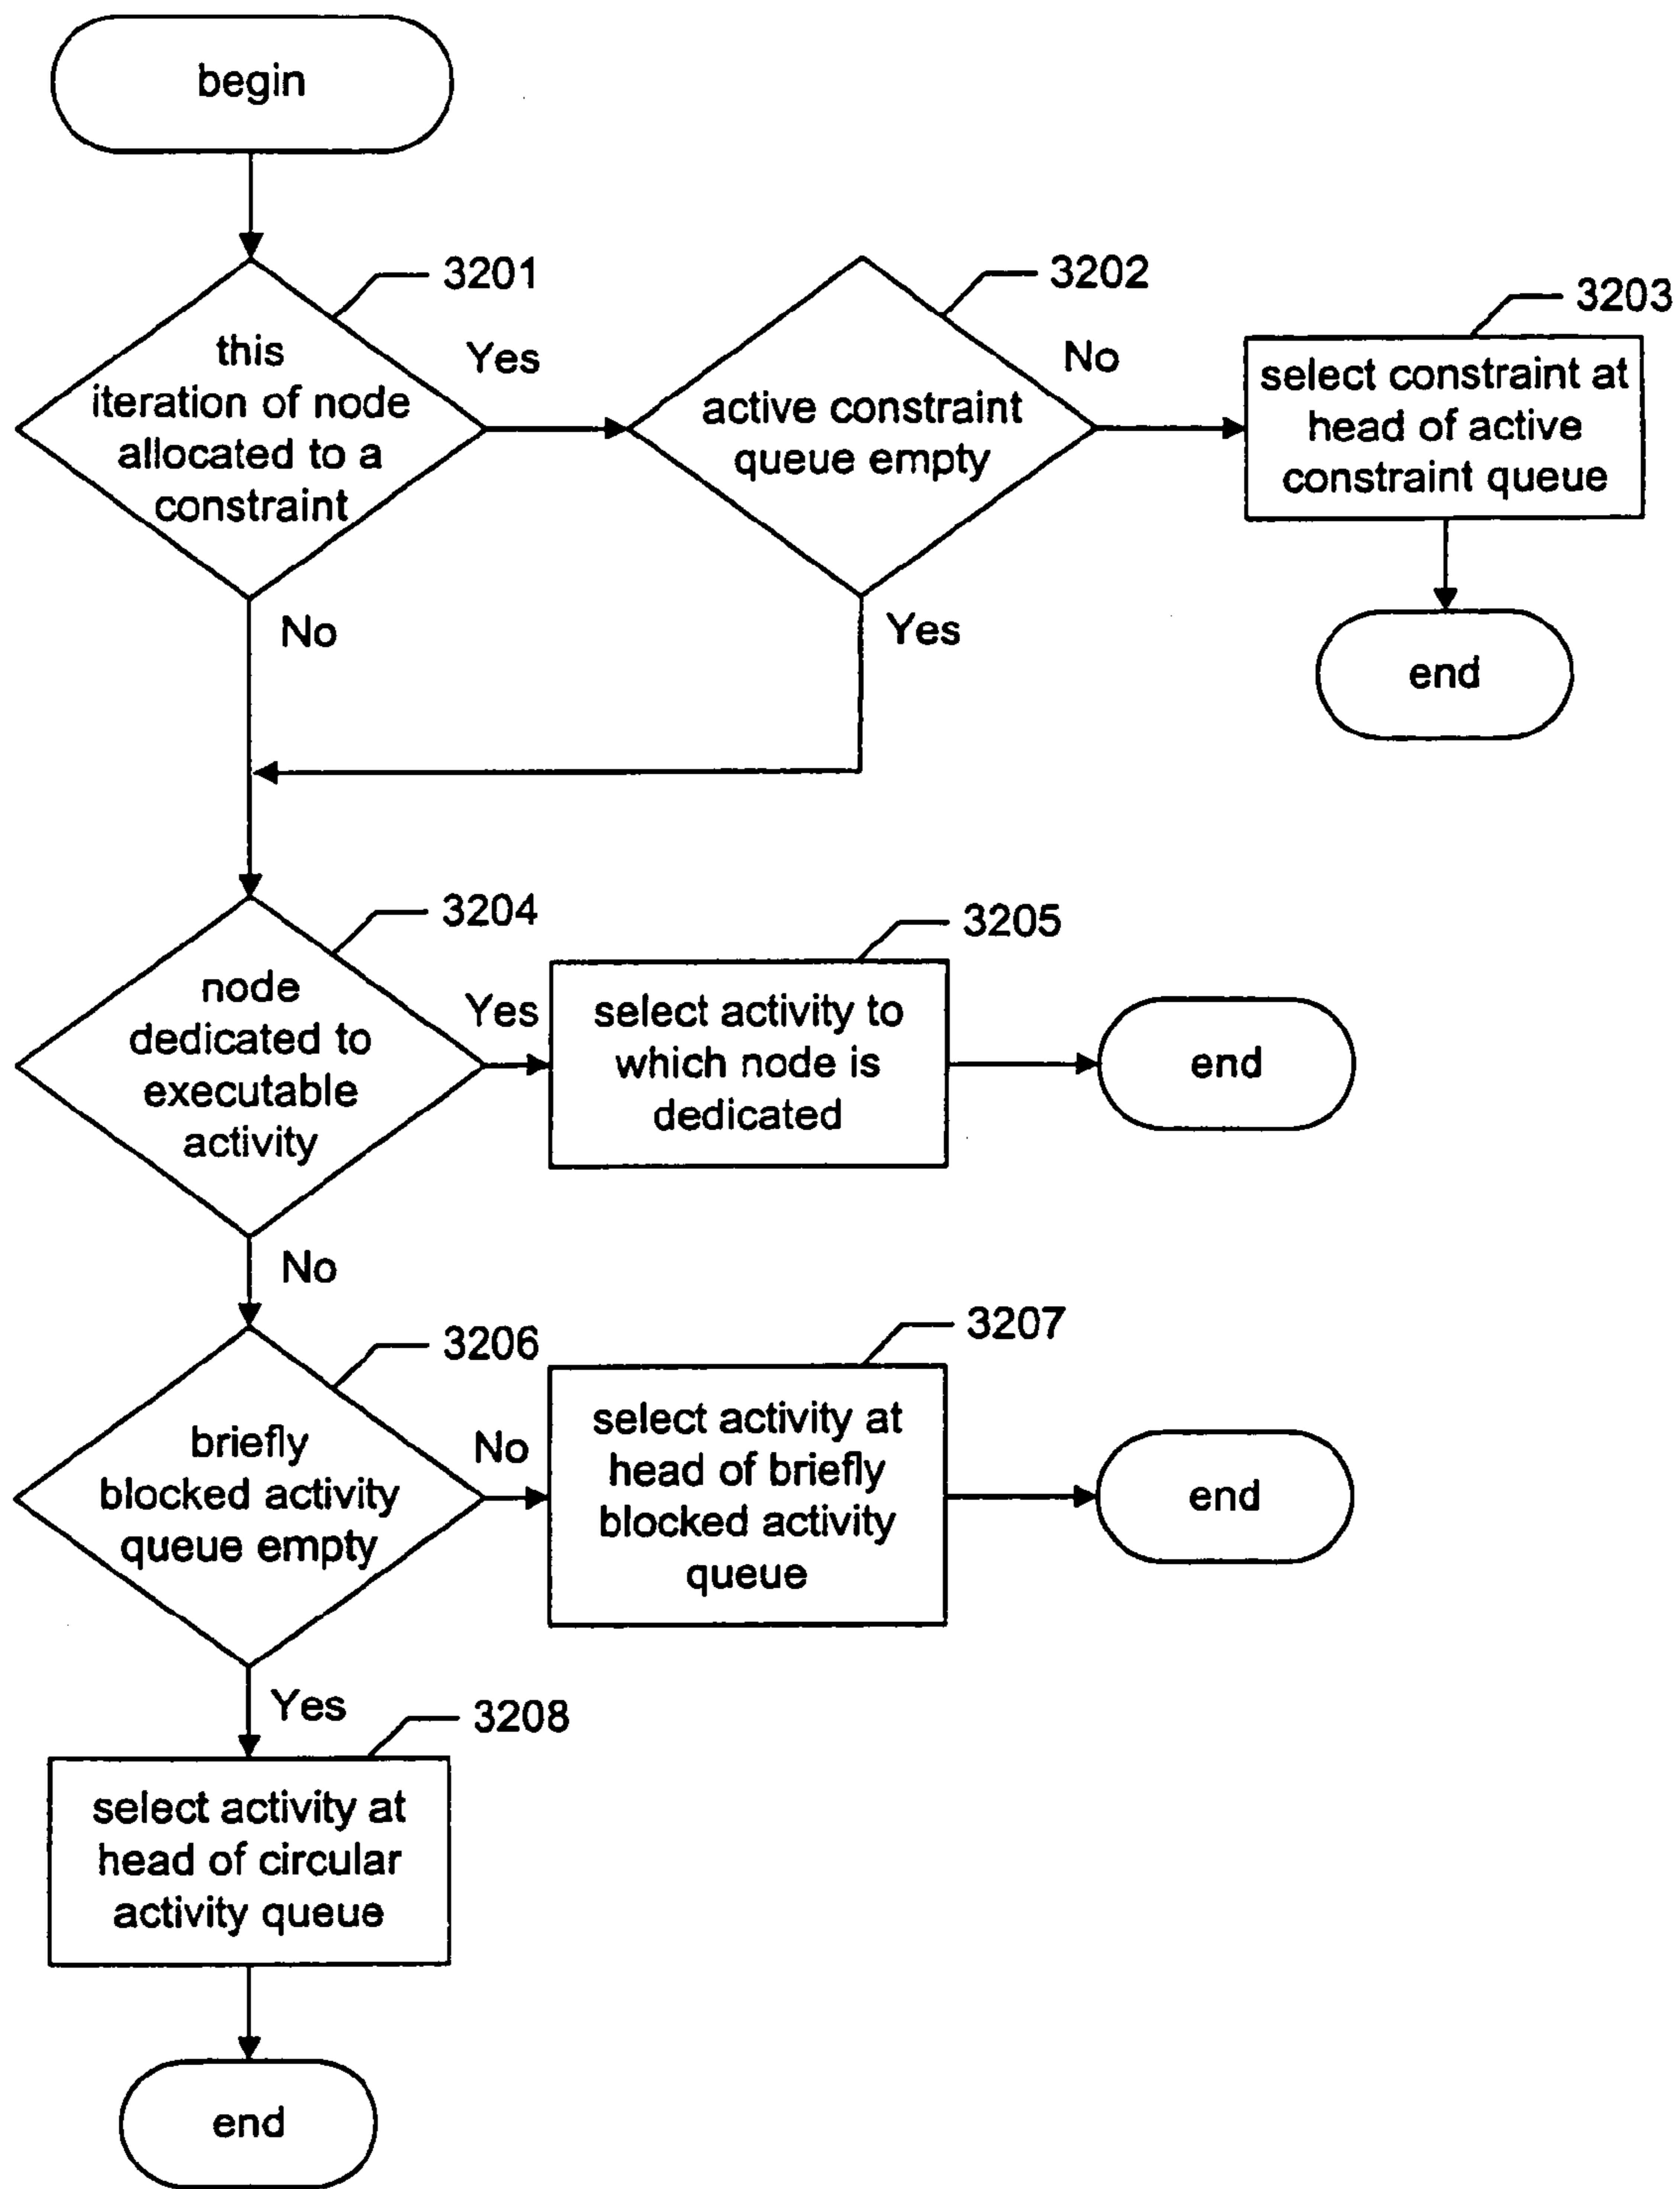 begin
3201
this
iteration of node
allocated to a
constraint
Yes
3202
active constraint
queue empty
No
3203
select constraint at
head of active
constraint queue
end
No
Yes
3204
node
dedicated to
executable
activity
Yes
3205
select activity to
which node is
dedicated
end
No
3206
briefly
blocked activity
queue empty
No
3207
select activity at
head of briefly
blocked activity
queue
end
Yes
3208
select activity at
head of circular
activity queue
end